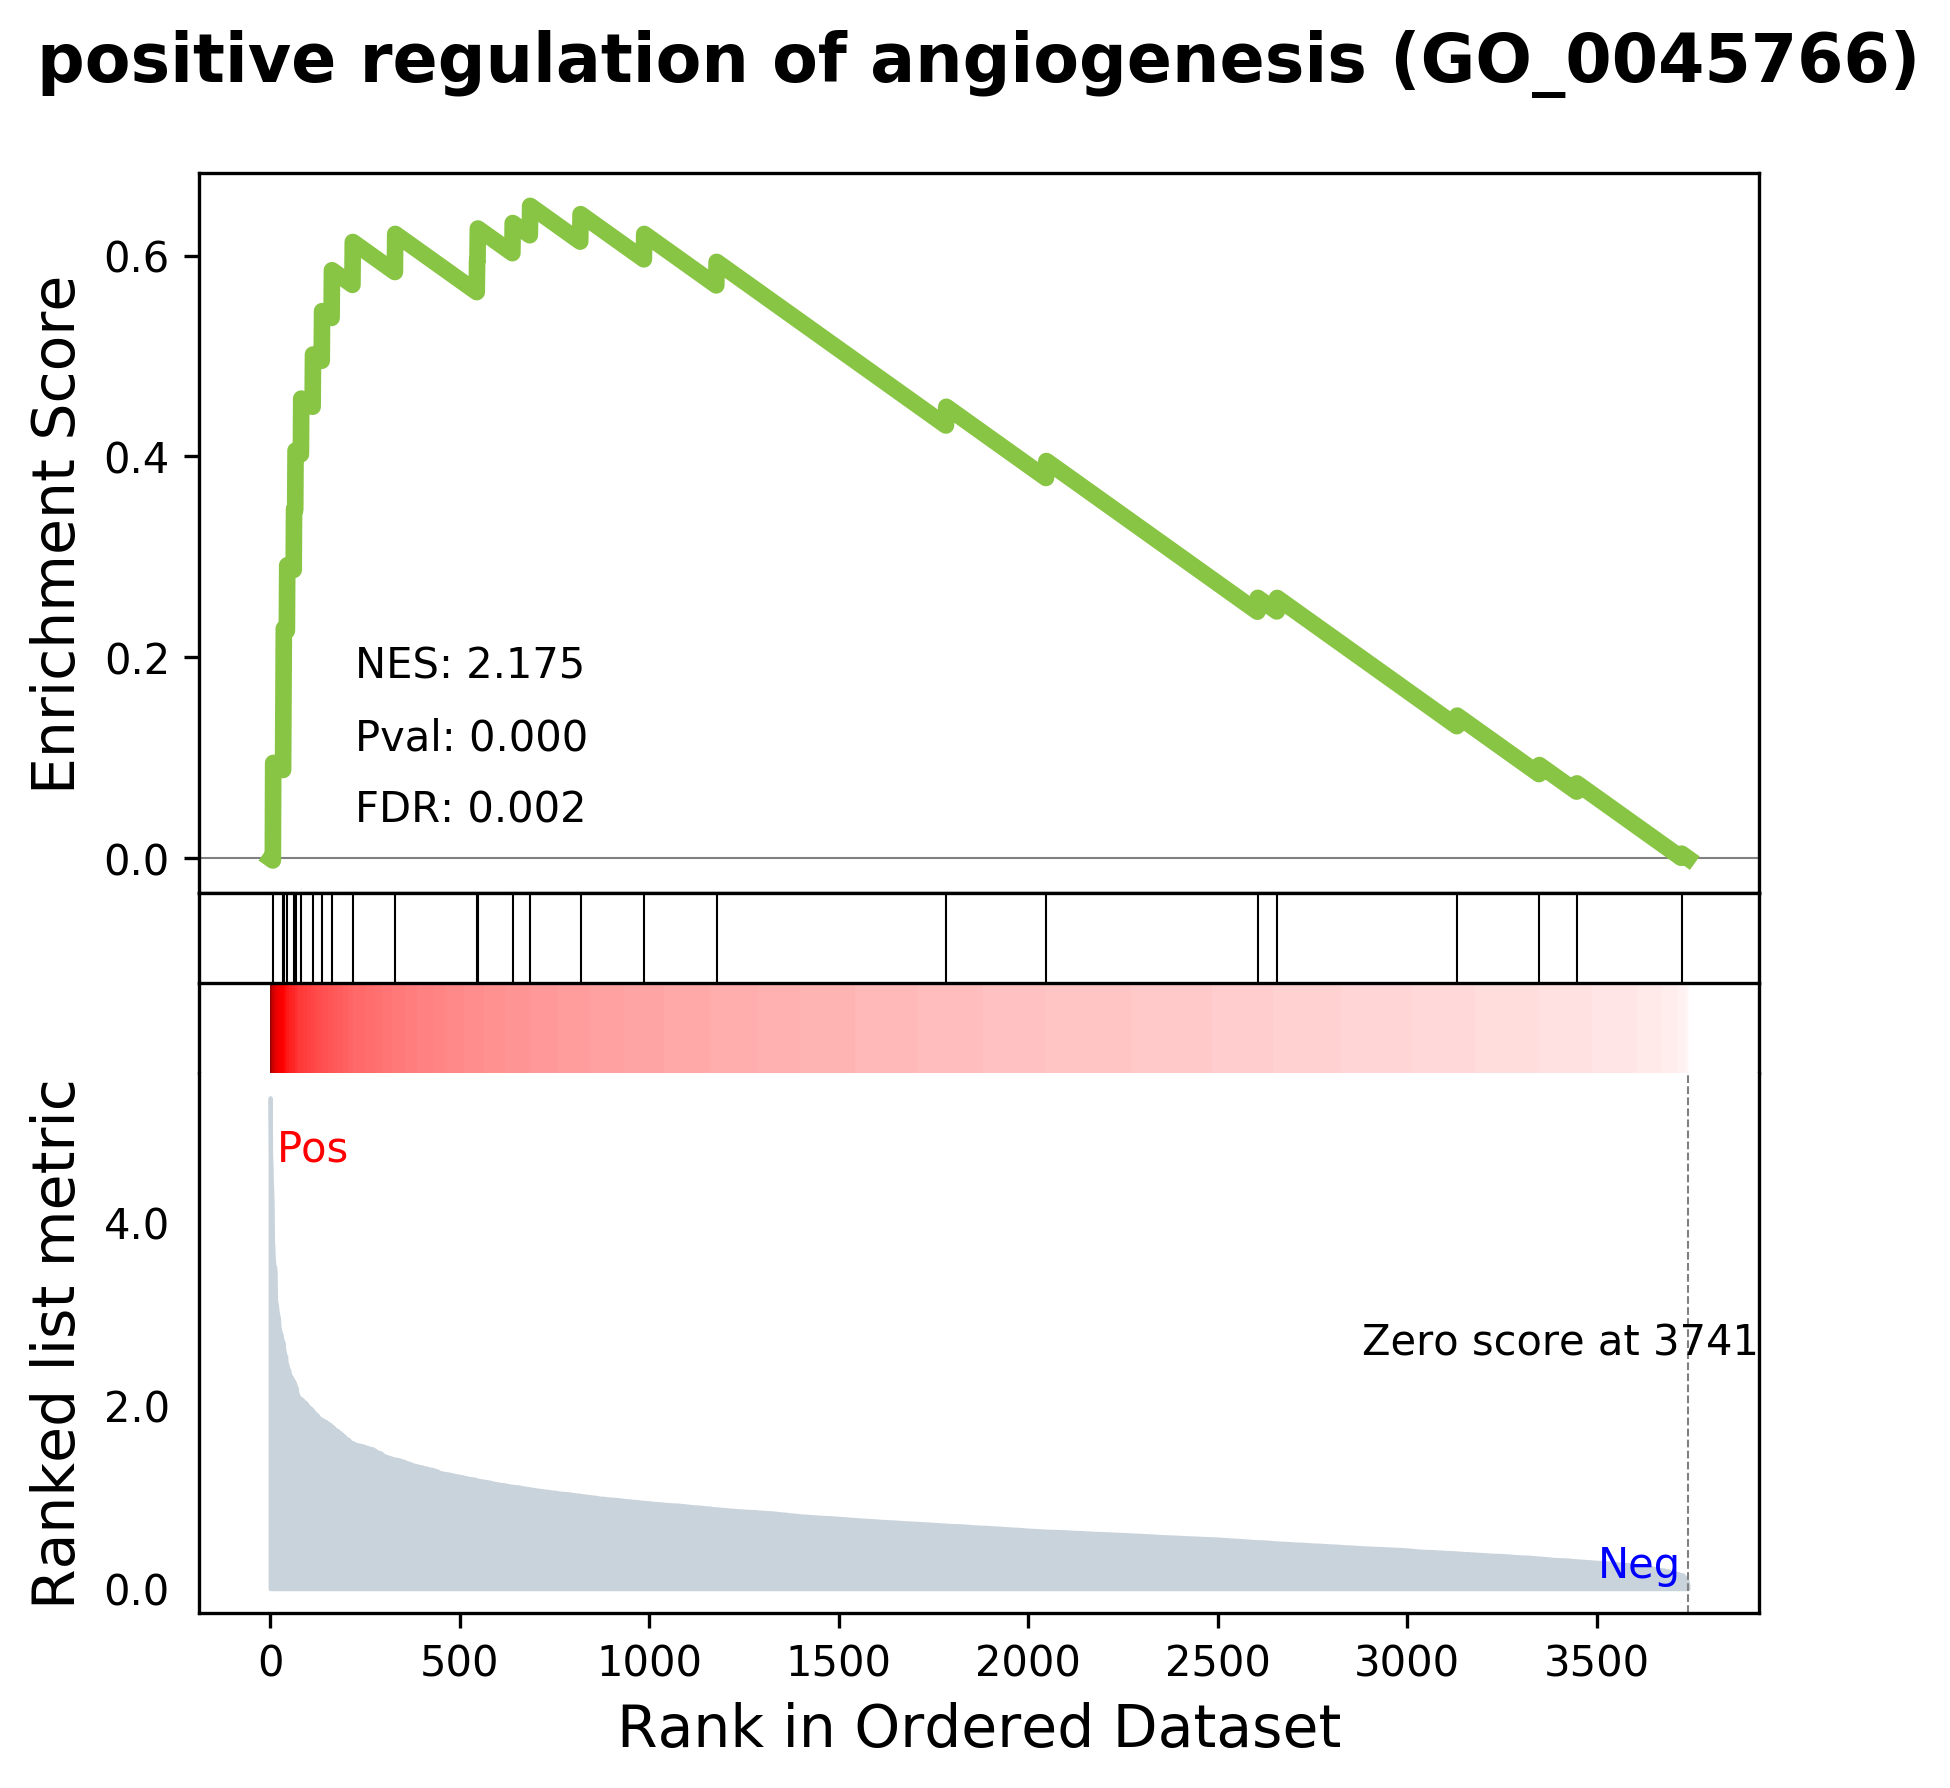 positive regulation of angiogenesis (GO_0045766)
Enrichment Score
0.6
0.4
0.2
0.0
NES: 2.175
Pval: 0.000
FDR: 0.002
Ranked list metric
4.0
2.0
0.0
Pos
Zero score at 3741
Neg
0 500 1000 1500 2000 2500 3000 3500
Rank in Ordered Dataset